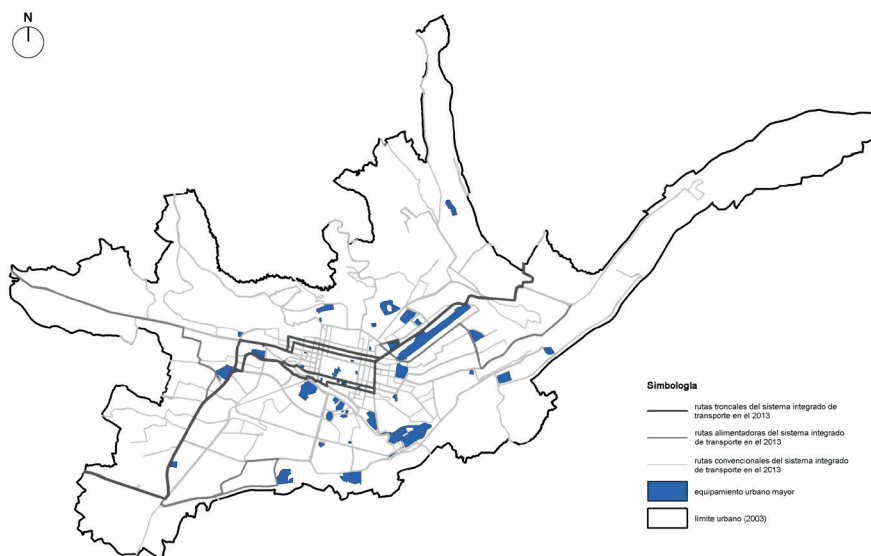 N
Simbología
rutas troncales del sistema integrado de
transporte en el 2013
rutas alimentadoras del sistema integrado
de transporte en el 2013
rutas convencionales del sistema integrado
de transporte en el 2013
equipamiento urbano mayor
límite urbano (2003)